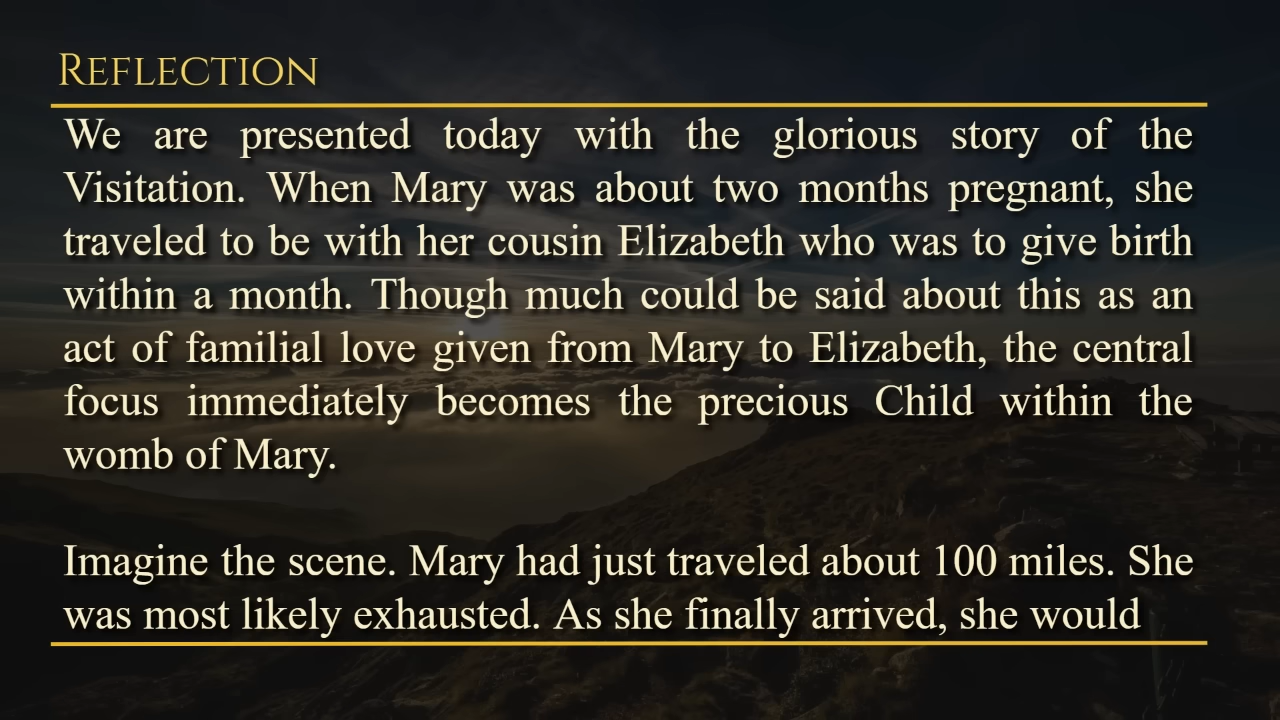 Reflection
We are presented today with the glorious story of the
Visitation. When Mary was about two months pregnant, she
traveled to be with her cousin Elizabeth who was to give birth
within a month. Though much could be said about this as an
act of familial love given from Mary to Elizabeth, the central
focus immediately becomes the precious Child within the
womb of Mary.
Imagine the scene. Mary had just traveled about 100 miles. She
was most likely exhausted. As she finally arrived, she would